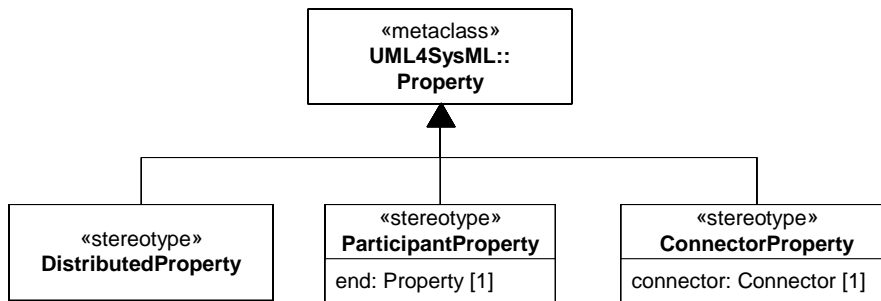 «metaclass»
UML4SysML::
Property
«stereotype»
DistributedProperty
«stereotype»
ParticipantProperty
end: Property [1]
«stereotype»
ConnectorProperty
connector: Connector [1]